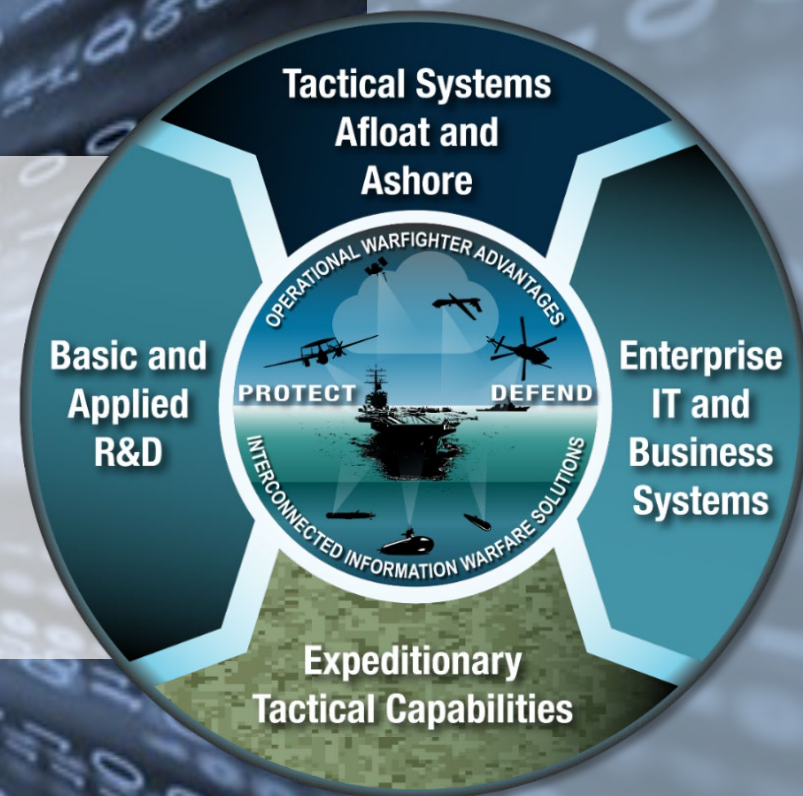 Tactical Systems
Afloat and
Ashore
Basic and
Applied
R&D
OPERATIONAL WARFIGHTER ADVANTAGES
PROTECT DEFEND
INTERCONNECTED INFORMATION WARFARE SOLUTIONS
Enterprise
IT and
Business
Systems
Expeditionary
Tactical Capabilities